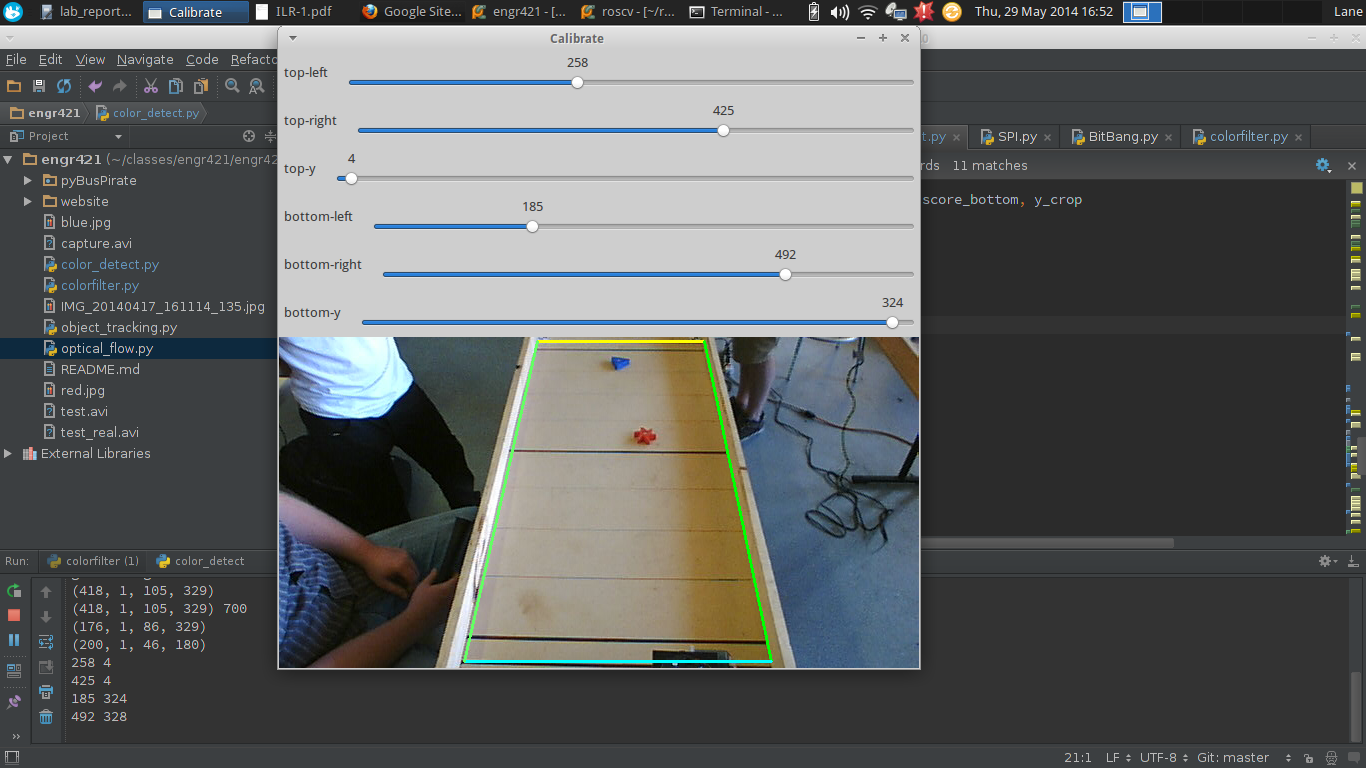 lab_report...
Calibrate
ILR-1.pdf
Google Site...
engr421 - [...
roscv - [~/r...
Terminal - ...
Thu, 29 May 2014 16:52
Lane
Calibrate
File Edit View Navigate Code Refacto
engr421 color_detect.py
Project
engr421 (~/classes/engr421/engr42
pyBusPirate
website
blue.jpg
capture.avi
color_detect.py
colorfilter.py
IMG_20140417_161114_135.jpg
object_tracking.py
optical_flow.py
README.md
red.jpg
test.avi
test_real.avi
External Libraries
258
top-left
425
top-right
4
top-y
185
bottom-left
492
bottom-right
324
bottom-y
t.py SPI.py BitBang.py colorfilter.py
rds 11 matches
score_bottom, y_crop
Run: colorfilter (1) color_detect
(418, 1, 105, 329)
(418, 1, 105, 329) 700
(176, 1, 86, 329)
(200, 1, 46, 180)
258 4
425 4
185 324
492 328
21:1 LF UTF-8 Git: master